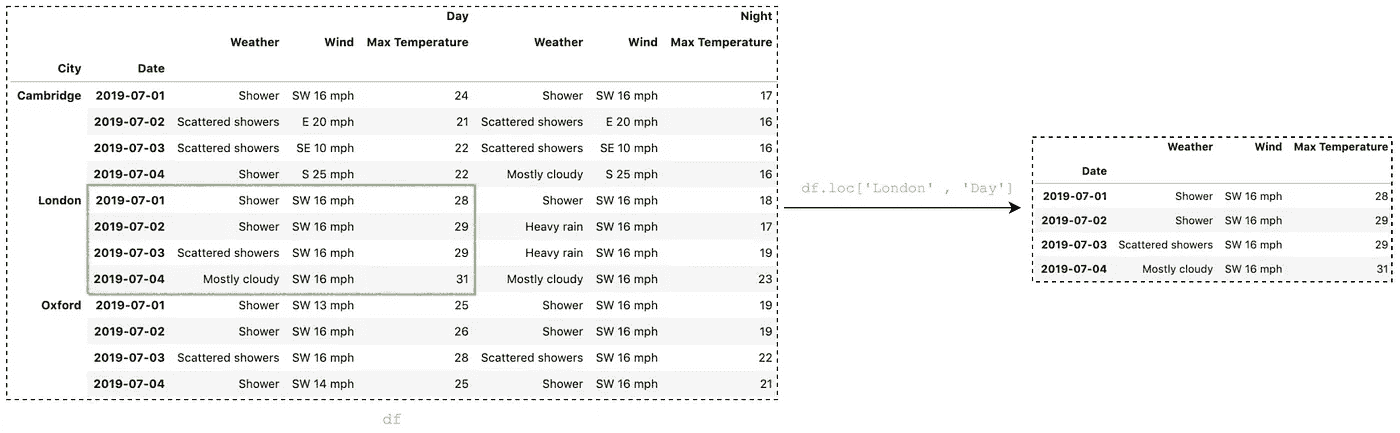 Day Night
Weather Wind Max Temperature Weather Wind Max Temperature
City Date
Cambridge 2019-07-01 Shower SW 16 mph 24 Shower SW 16 mph 17
2019-07-02 Scattered showers E 20 mph 21 Scattered showers E 20 mph 16
2019-07-03 Scattered showers SE 10 mph 22 Scattered showers SE 10 mph 16
2019-07-04 Shower S 25 mph 22 Mostly cloudy S 25 mph 16
London 2019-07-01 Shower SW 16 mph 28 Shower SW 16 mph 18
2019-07-02 Shower SW 16 mph 29 Heavy rain SW 16 mph 17
2019-07-03 Scattered showers SW 16 mph 29 Heavy rain SW 16 mph 19
2019-07-04 Mostly cloudy SW 16 mph 31 Mostly cloudy SW 16 mph 23
Oxford 2019-07-01 Shower SW 13 mph 25 Shower SW 16 mph 19
2019-07-02 Shower SW 16 mph 26 Shower SW 16 mph 19
2019-07-03 Scattered showers SW 16 mph 28 Scattered showers SW 16 mph 22
2019-07-04 Shower SW 14 mph 25 Shower SW 16 mph 21
df
df.loc['London' , 'Day']
Weather Wind Max Temperature
Date
2019-07-01 Shower SW 16 mph 28
2019-07-02 Shower SW 16 mph 29
2019-07-03 Scattered showers SW 16 mph 29
2019-07-04 Mostly cloudy SW 16 mph 31